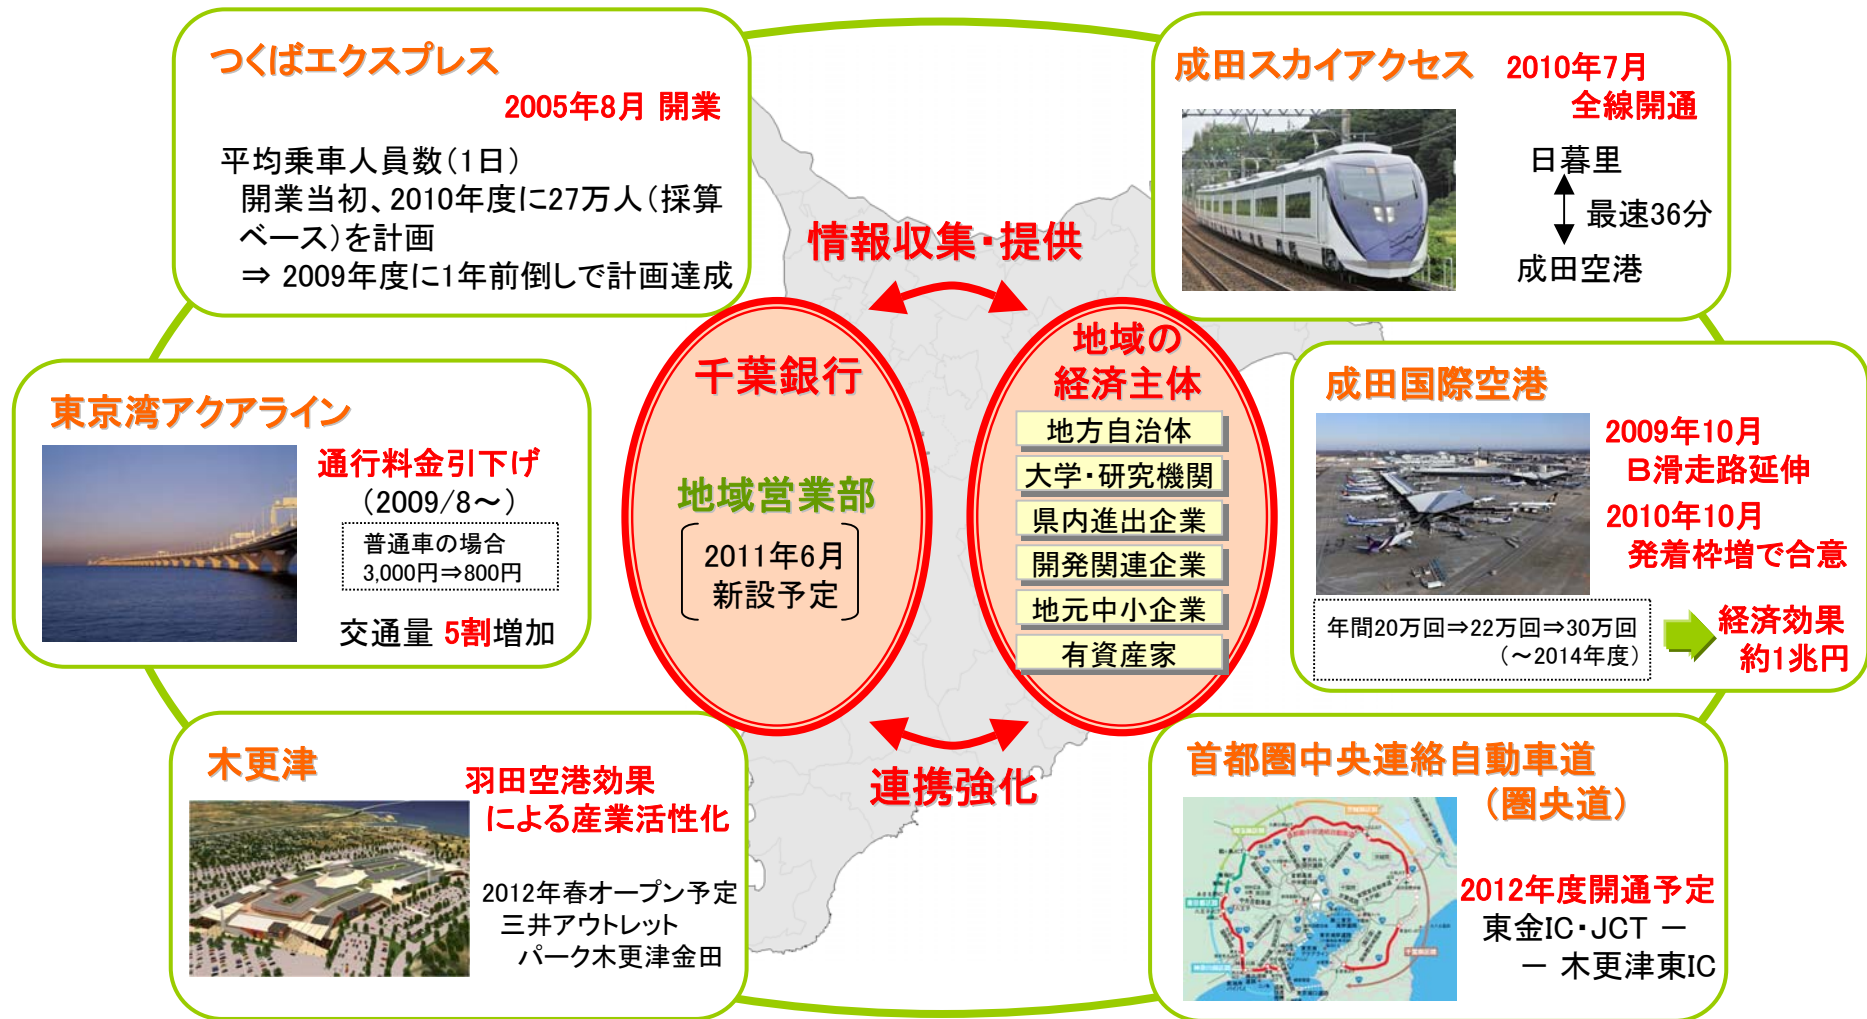 つくばエクスプレス
2005年8月 開業
平均乗車人員数(1日)
開業当初、2010年度に27万人(採算
ベース)を計画
⇒ 2009年度に1年前倒しで計画達成
成田スカイアクセス
2010年7月
全線開通
日暮里
最速36分
成田空港
情報収集・提供
東京湾アクアライン
通行料金引下げ
(2009/8～)
普通車の場合
3,000円⇒800円
交通量 5割増加
千葉銀行
地域営業部
2011年6月
新設予定
地域の
経済主体
地方自治体
大学・研究機関
県内進出企業
開発関連企業
地元中小企業
有資産家
成田国際空港
2009年10月
B滑走路延伸
2010年10月
発着枠増で合意
年間20万回⇒22万回⇒30万回
(～2014年度)
経済効果
約1兆円
連携強化
木更津
羽田空港効果
による産業活性化
2012年春オープン予定
三井アウトレット
パーク木更津金田
首都圏中央連絡自動車道
(圏央道)
2012年度開通予定
東金IC・JCT －
－ 木更津東IC